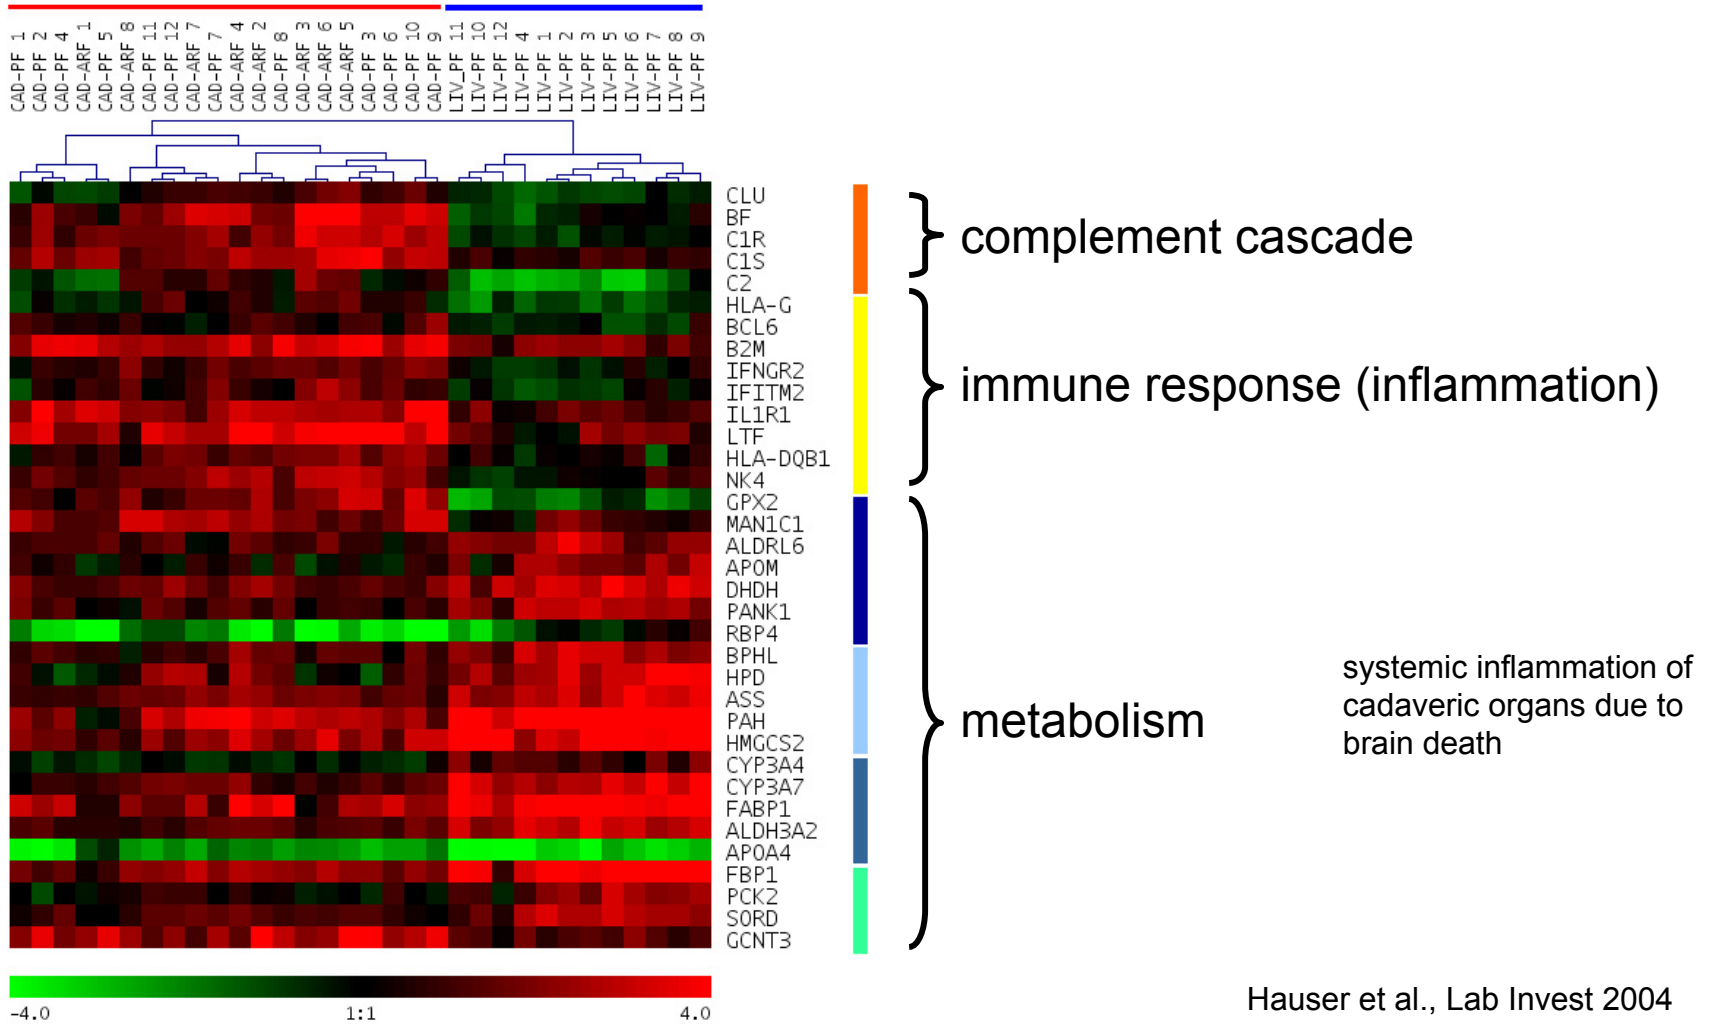 CAD-PF 1
CAD-PF 2
CAD-PF 4
CAD-ARF 1
CAD-PF 5
CAD-ARF 8
CAD-PF 11
CAD-PF 12
CAD-ARF 7
CAD-PF 7
CAD-ARF 4
CAD-ARF 2
CAD-PF 8
CAD-ARF 3
CAD-ARF 6
CAD-ARF 5
CAD-PF 3
CAD-PF 6
CAD-PF 10
CAD-PF 9
LIV_PF 11
LIV-PF 10
LIV-PF 12
LIV-PF 4
LIV-PF 1
LIV-PF 2
LIV-PF 3
LIV-PF 5
LIV-PF 6
LIV-PF 7
LIV-PF 8
LIV-PF 9
CLU
BF
C1R
C1S
C2
HLA-G
BCL6
B2M
IFNGR2
IFITM2
IL1R1
LTF
HLA-DQB1
NK4
GPX2
MAN1C1
ALDRL6
APOM
DHDH
PANK1
RBP4
BPHL
HPD
ASS
PAH
HMGCS2
CYP3A4
CYP3A7
FABP1
ALDH3A2
APOA4
FBP1
PCK2
SORD
GCNT3
complement cascade
immune response (inflammation)
metabolism
systemic inflammation of
cadaveric organs due to
brain death
-4.0 1:1 4.0
Hauser et al., Lab Invest 2004